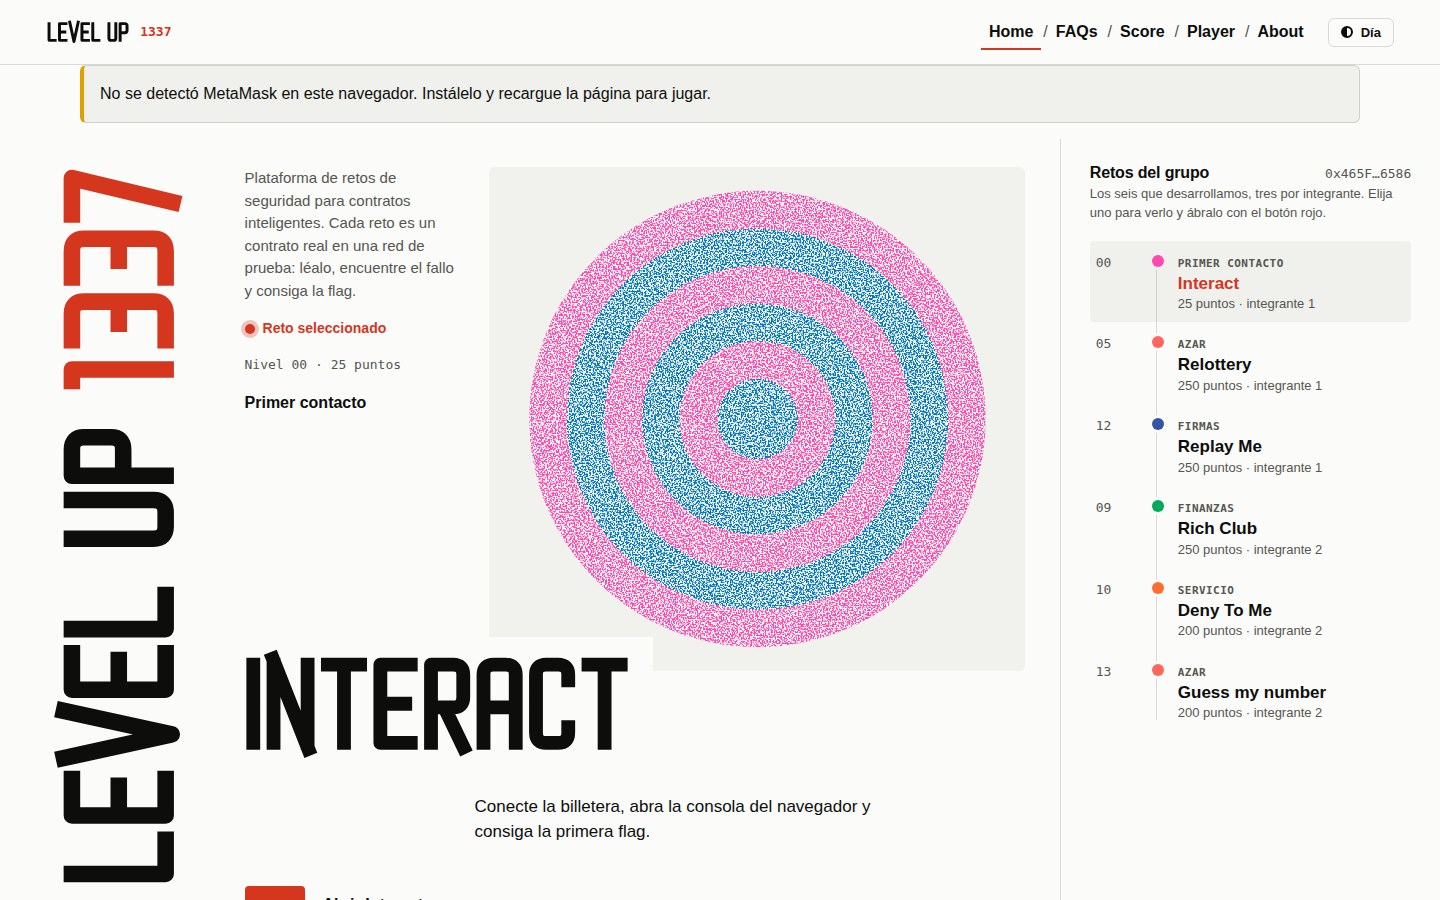 LEVEL UP 1337
Home / FAQs / Score / Player / About
Día
No se detectó MetaMask en este navegador. Instálelo y recargue la página para jugar.
LEVEL UP 1337
Plataforma de retos de
seguridad para contratos
inteligentes. Cada reto es un
contrato real en una red de
prueba: léalo, encuentre el fallo
y consiga la flag.
Reto seleccionado
Nivel 00 · 25 puntos
Primer contacto
INTERACT
Conecte la billetera, abra la consola del navegador y
consiga la primera flag.
Retos del grupo 0x465F…6586
Los seis que desarrollamos, tres por integrante. Elija
uno para verlo y ábralo con el botón rojo.
00 PRIMER CONTACTO
Interact
25 puntos · integrante 1
05 AZAR
Relottery
250 puntos · integrante 1
12 FIRMAS
Replay Me
250 puntos · integrante 1
09 FINANZAS
Rich Club
250 puntos · integrante 2
10 SERVICIO
Deny To Me
200 puntos · integrante 2
13 AZAR
Guess my number
200 puntos · integrante 2